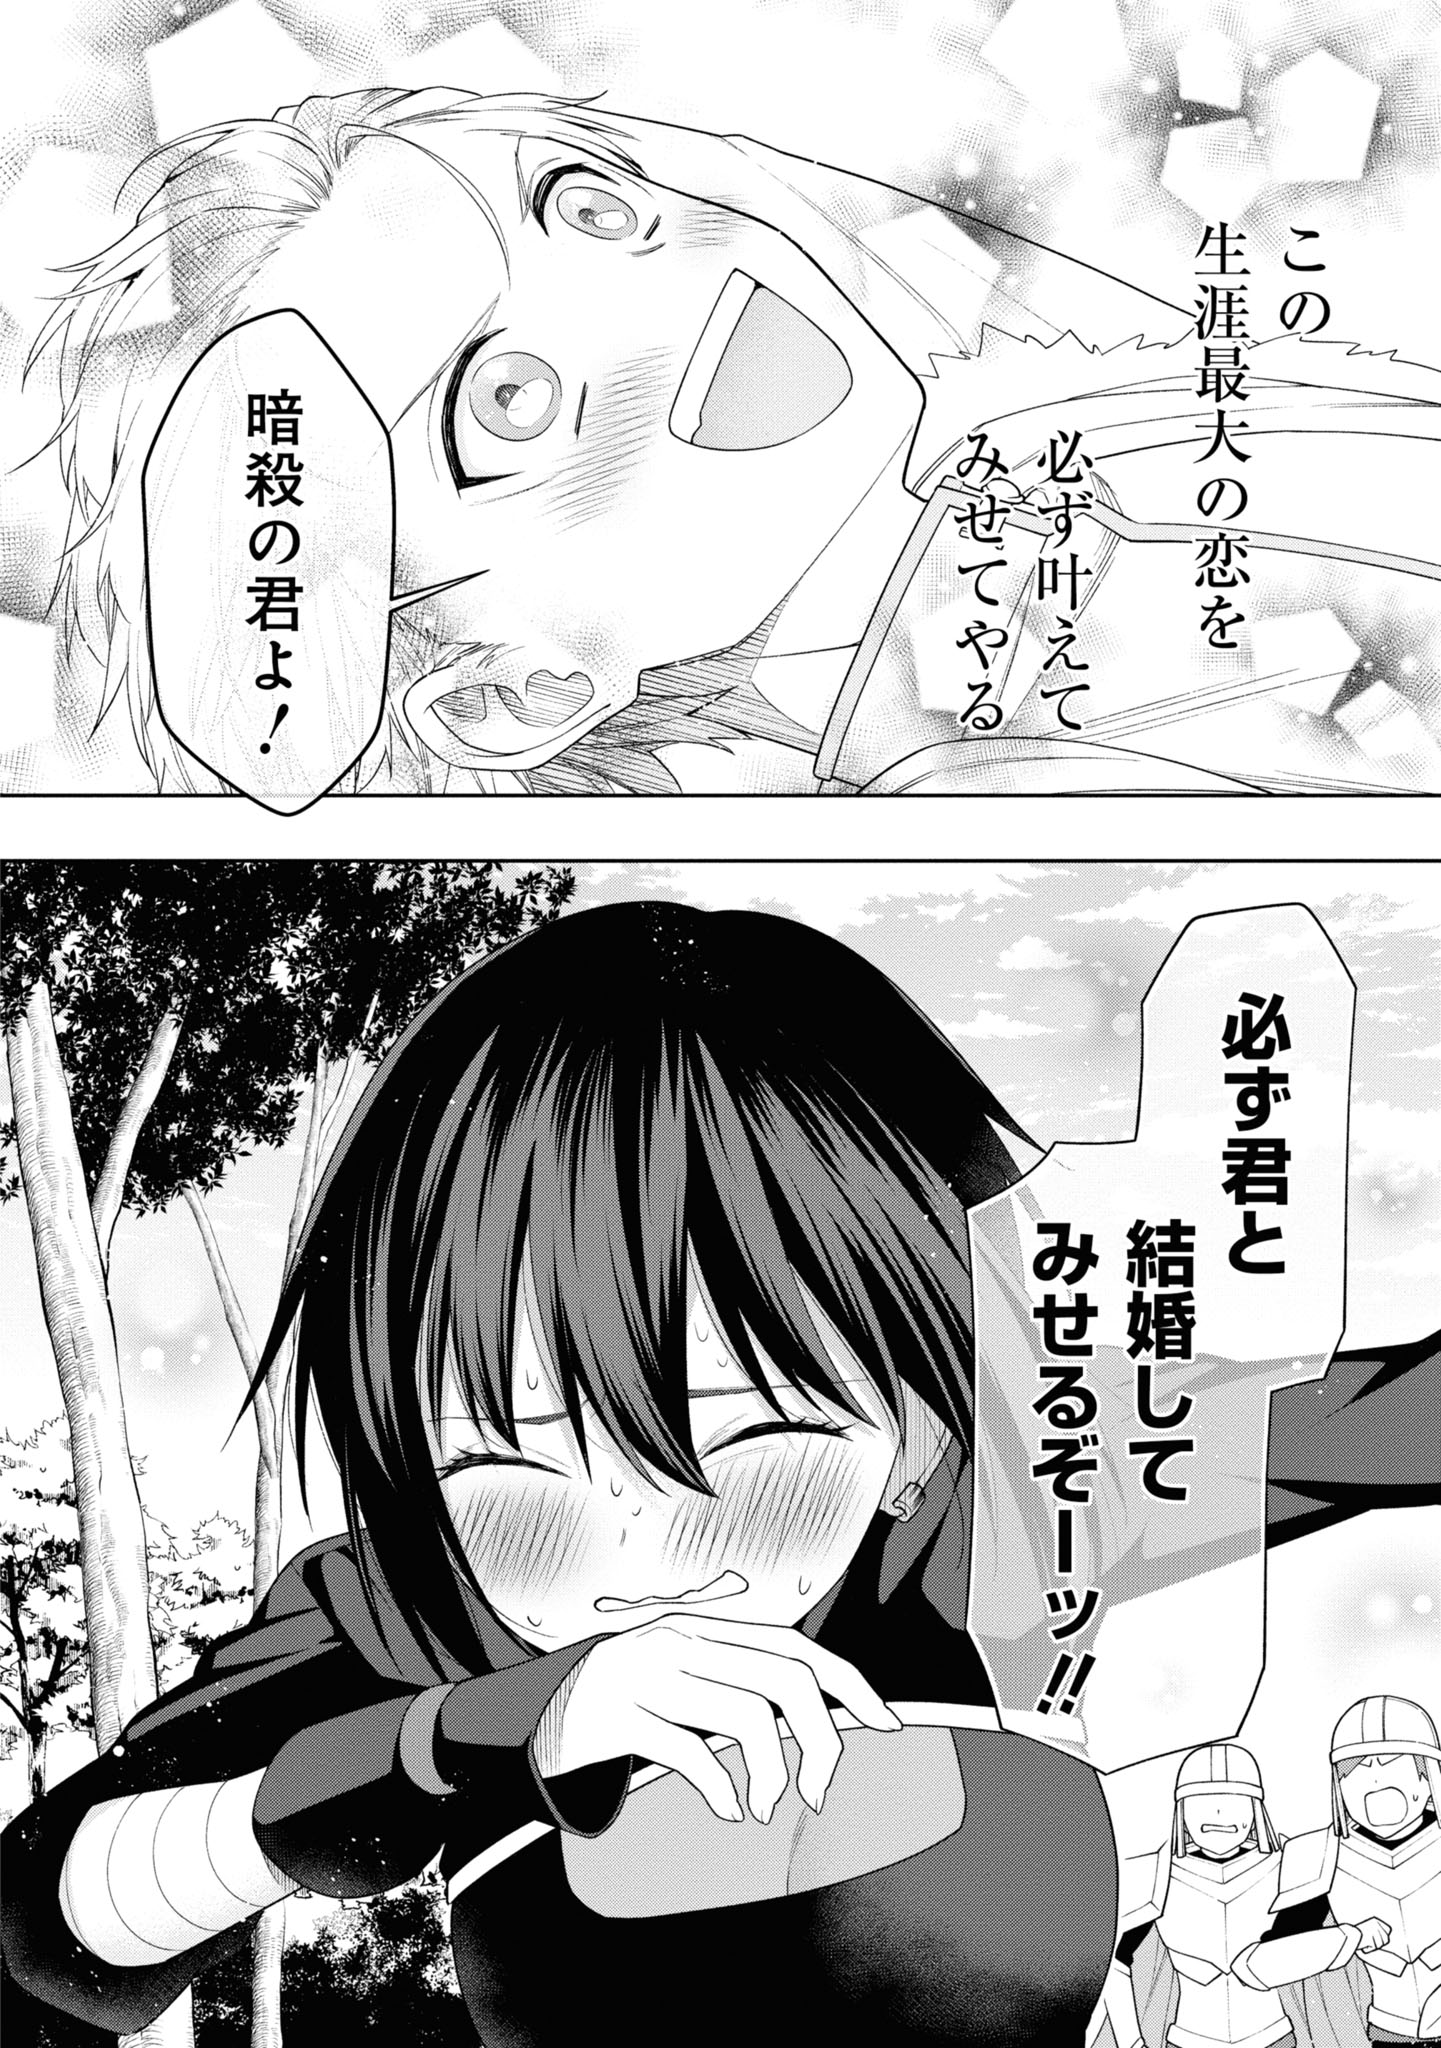 この
生涯最大の恋を
必ず叶えて
みせてやる
暗殺の君よ！
必ず君と
結婚して
みせるぞーッ!!